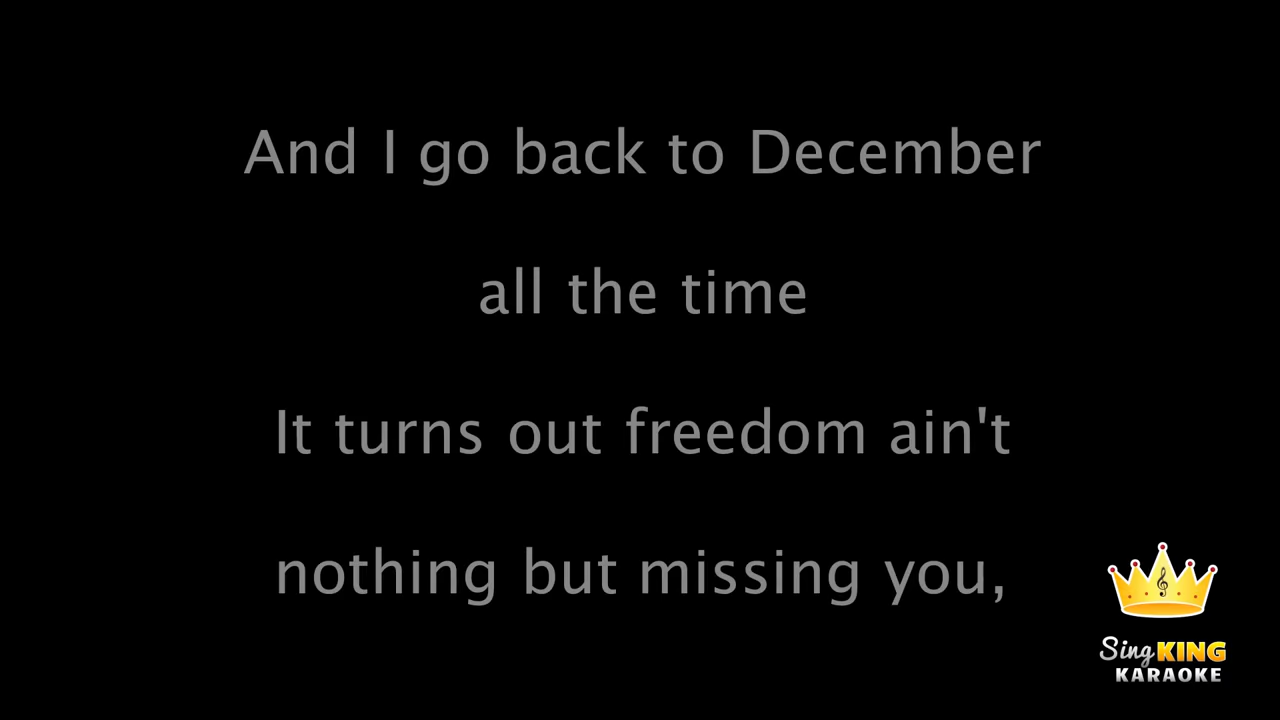 And I go back to December
all the time
It turns out freedom ain't
nothing but missing you,
Sing KING
KARAOKE